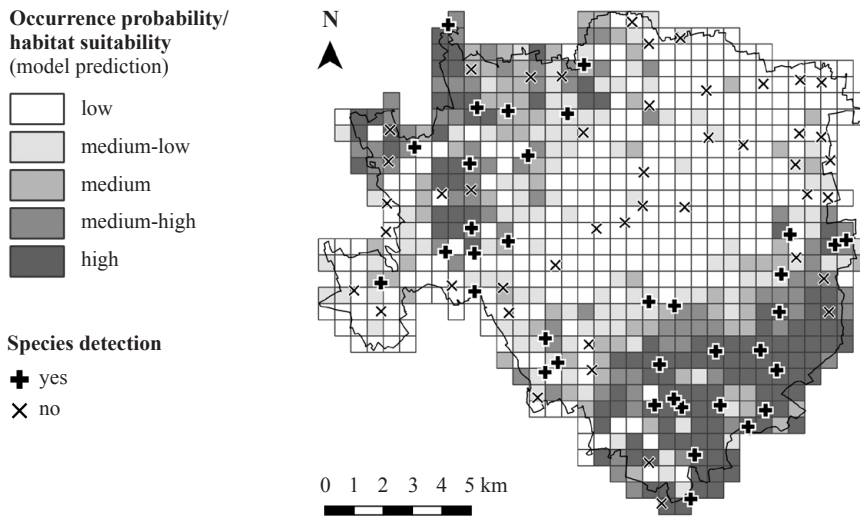 Occurrence probability/
habitat suitability
(model prediction)
low
medium-low
medium
medium-high
high
Species detection
yes
no
N
0 1 2 3 4 5 km